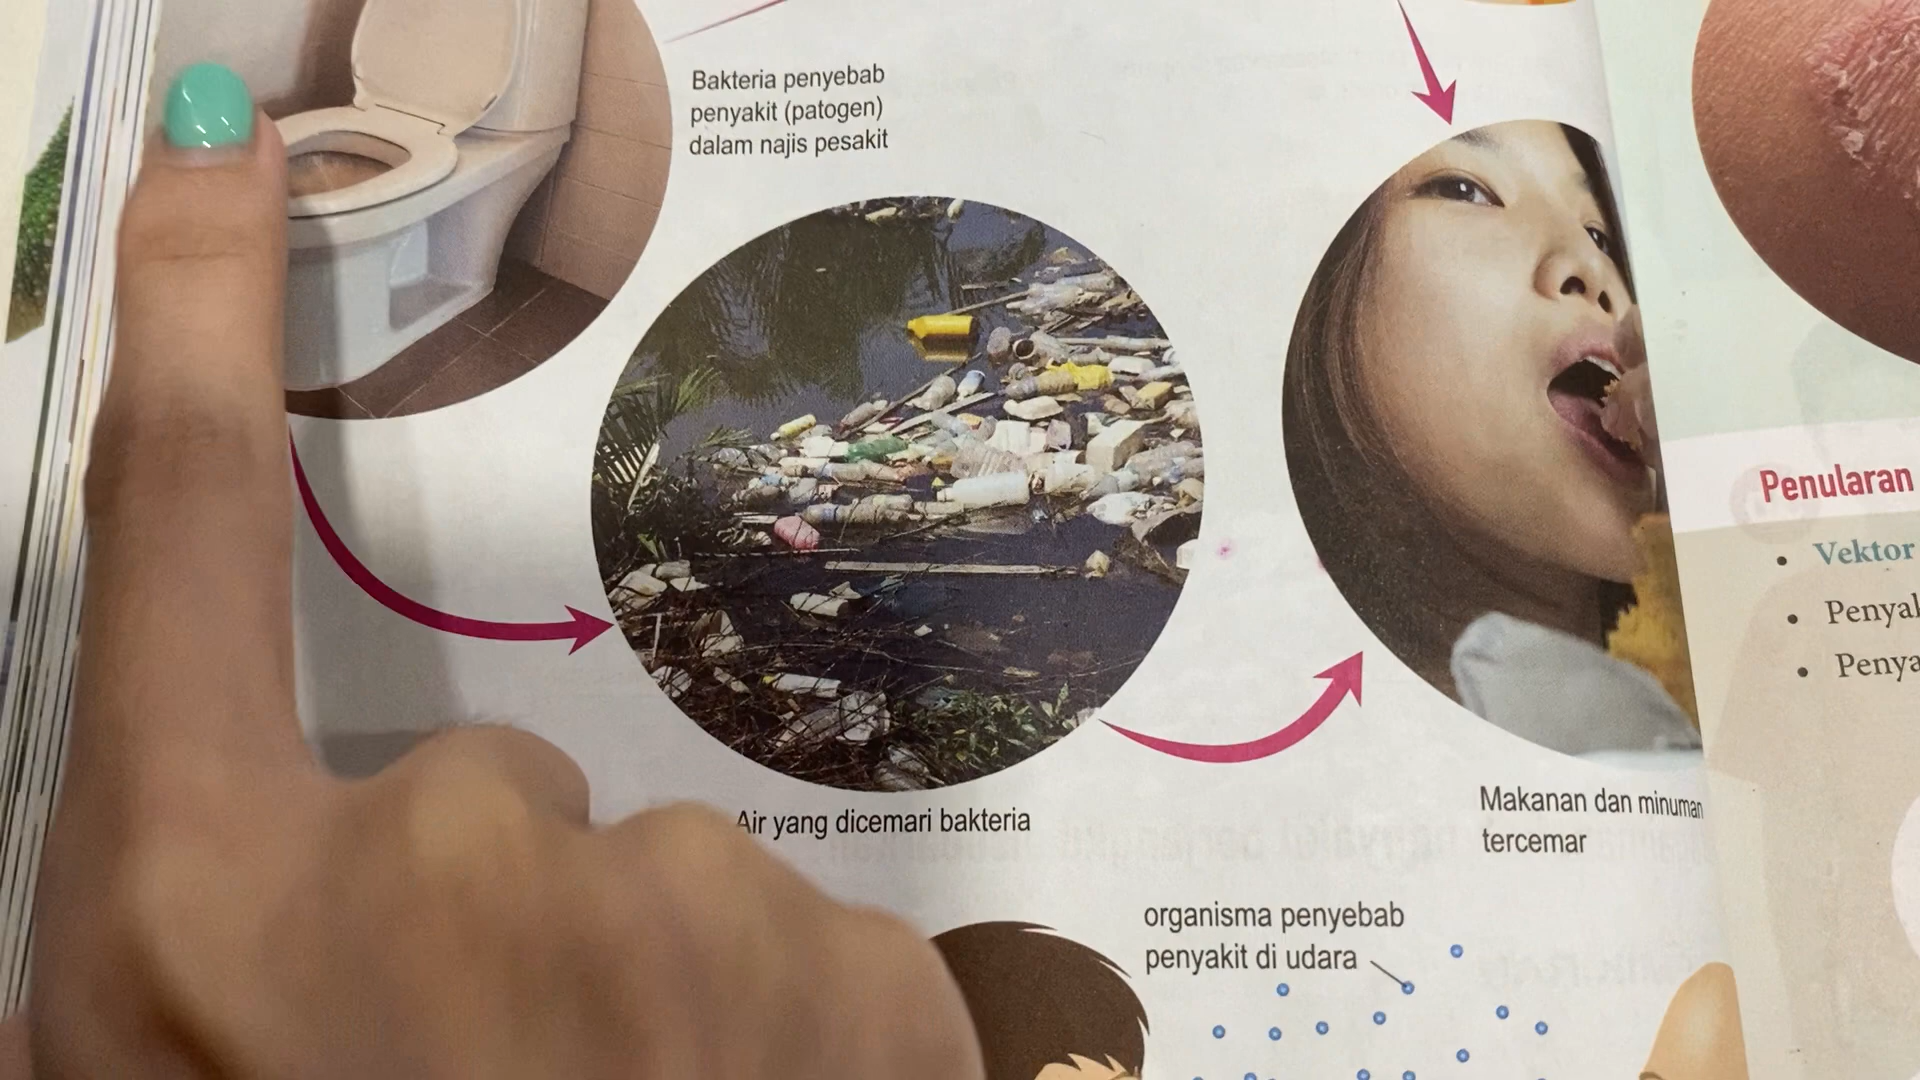 Bakteria penyebab
penyakit (patogen)
dalam najis pesakit
Air yang dicemari bakteria
Makanan dan minuman
tercemar
organisma penyebab
penyakit di udara
Penularan
• Vektor